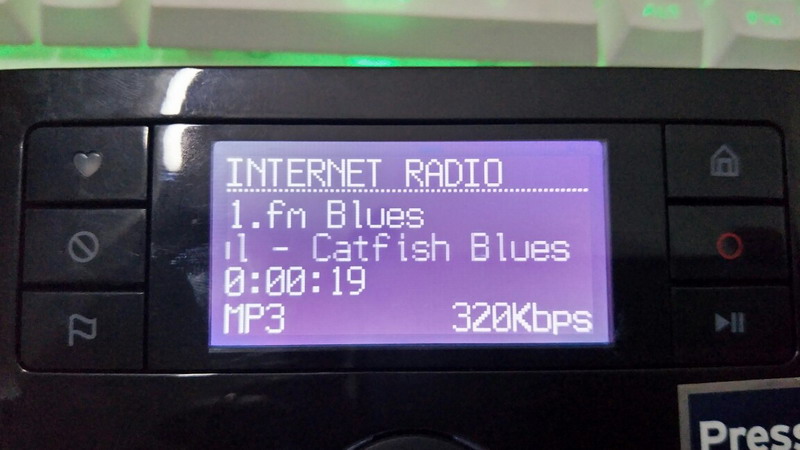 INTERNET RADIO
1.fm Blues
l - Catfish Blues
0:00:19
MP3 320Kbps
Press